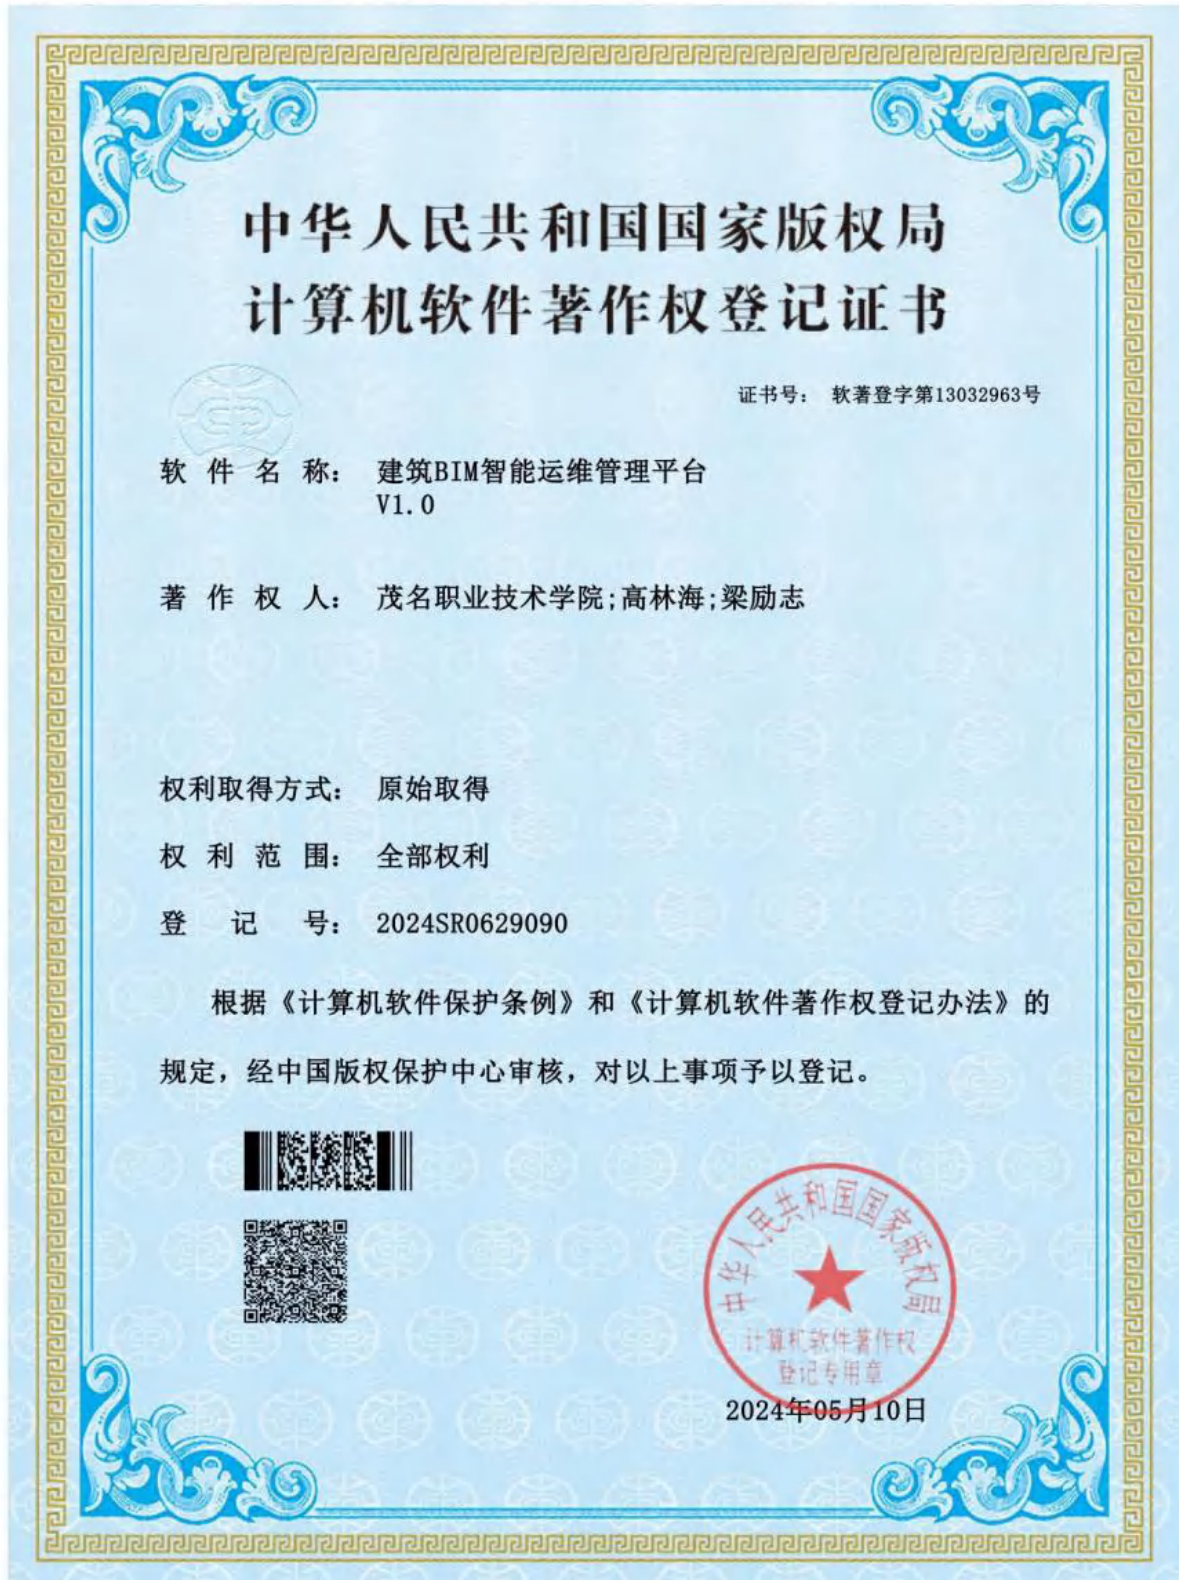 中华人民共和国国家版权局
计算机软件著作权登记证书
证书号： 软著登字第13032963号
软件名称： 建筑BIM智能运维管理平台
V1.0
著作权人： 茂名职业技术学院;高林海;梁励志
权利取得方式： 原始取得
权利范围： 全部权利
登记号： 2024SR0629090
根据《计算机软件保护条例》和《计算机软件著作权登记办法》的
规定，经中国版权保护中心审核，对以上事项予以登记。
中华人民共和国国家版权局
计算机软件著作权
登记专用章
2024年05月10日